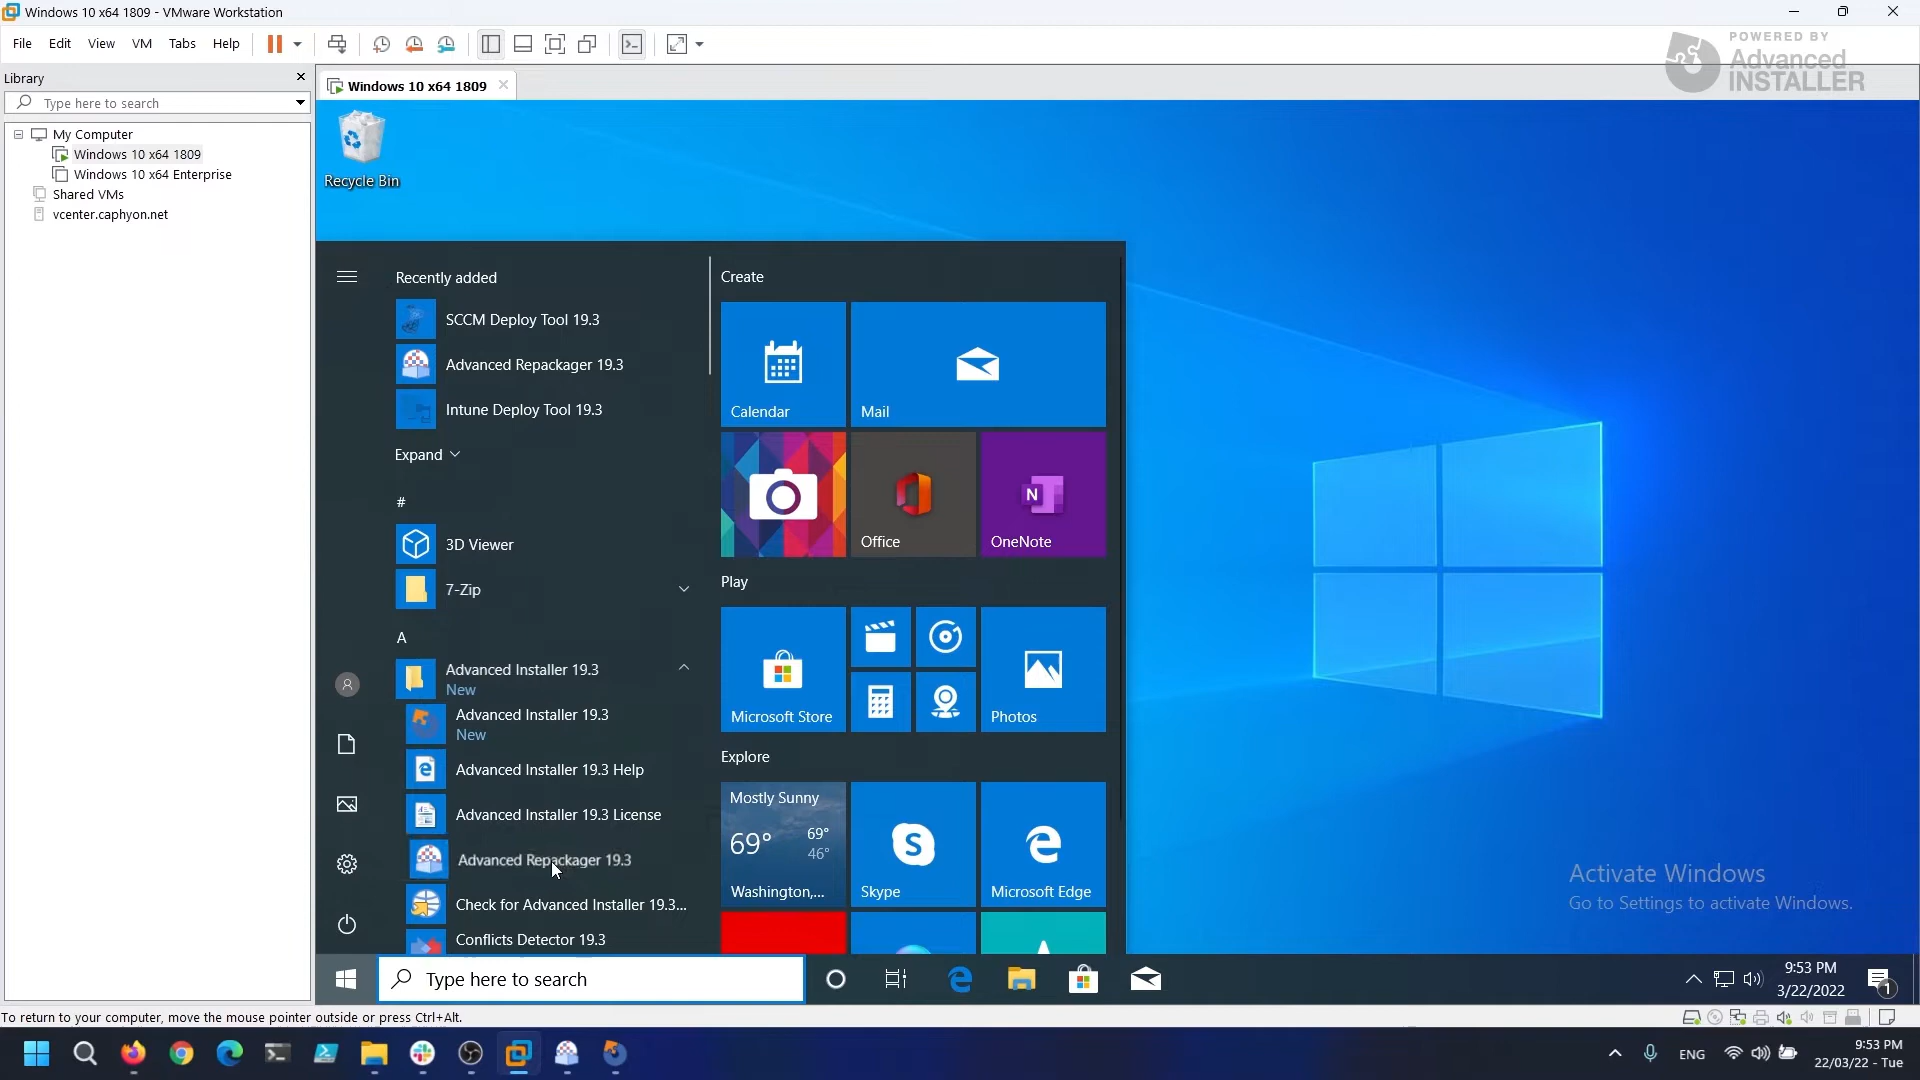 Windows 10 x64 1809 - VMware Workstation
File Edit View VM Tabs Help
POWERED BY
Advanced
INSTALLER
Library
Type here to search
My Computer
Windows 10 x64 1809
Windows 10 x64 Enterprise
Shared VMs
vcenter.caphyon.net
Windows 10 x64 1809
Recycle Bin
Recently added
SCCM Deploy Tool 19.3
Advanced Repackager 19.3
Intune Deploy Tool 19.3
Expand
#
3D Viewer
7-Zip
A
Advanced Installer 19.3
New
Advanced Installer 19.3
New
Advanced Installer 19.3 Help
Advanced Installer 19.3 License
Advanced Repackager 19.3
Check for Advanced Installer 19.3...
Conflicts Detector 19.3
Create
Calendar
Mail
Office
OneNote
N
Play
Microsoft Store
Photos
Explore
Mostly Sunny
69° 69°
46°
Washington,...
S
Skype
Microsoft Edge
Activate Windows
Go to Settings to activate Windows.
Type here to search
9:53 PM
3/22/2022
1
To return to your computer, move the mouse pointer outside or press Ctrl+Alt.
ENG
9:53 PM
22/03/22 - Tue